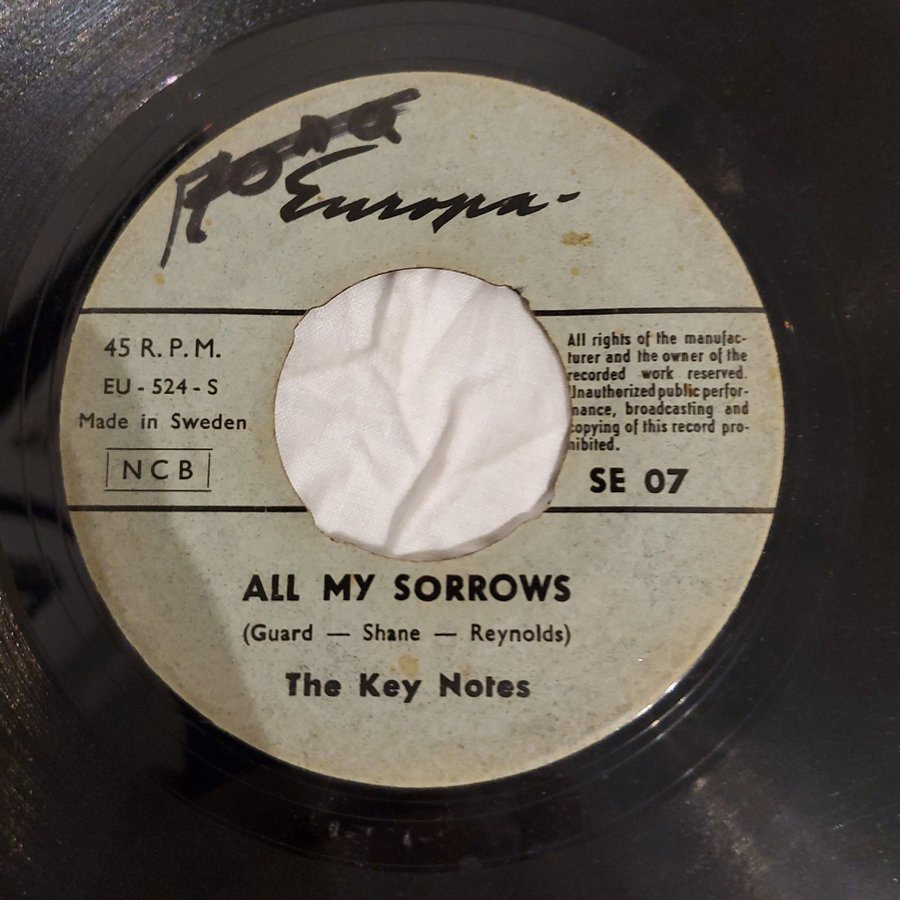 Europa-
45 R. P. M.
EU - 524 - S
Made in Sweden
NCB
All rights of the manufac-
turer and the owner of the
recorded work reserved.
Unauthorized public perfor-
mance, broadcasting and
copying of this record pro-
hibited.
SE 07
ALL MY SORROWS
(Guard — Shane — Reynolds)
The Key Notes